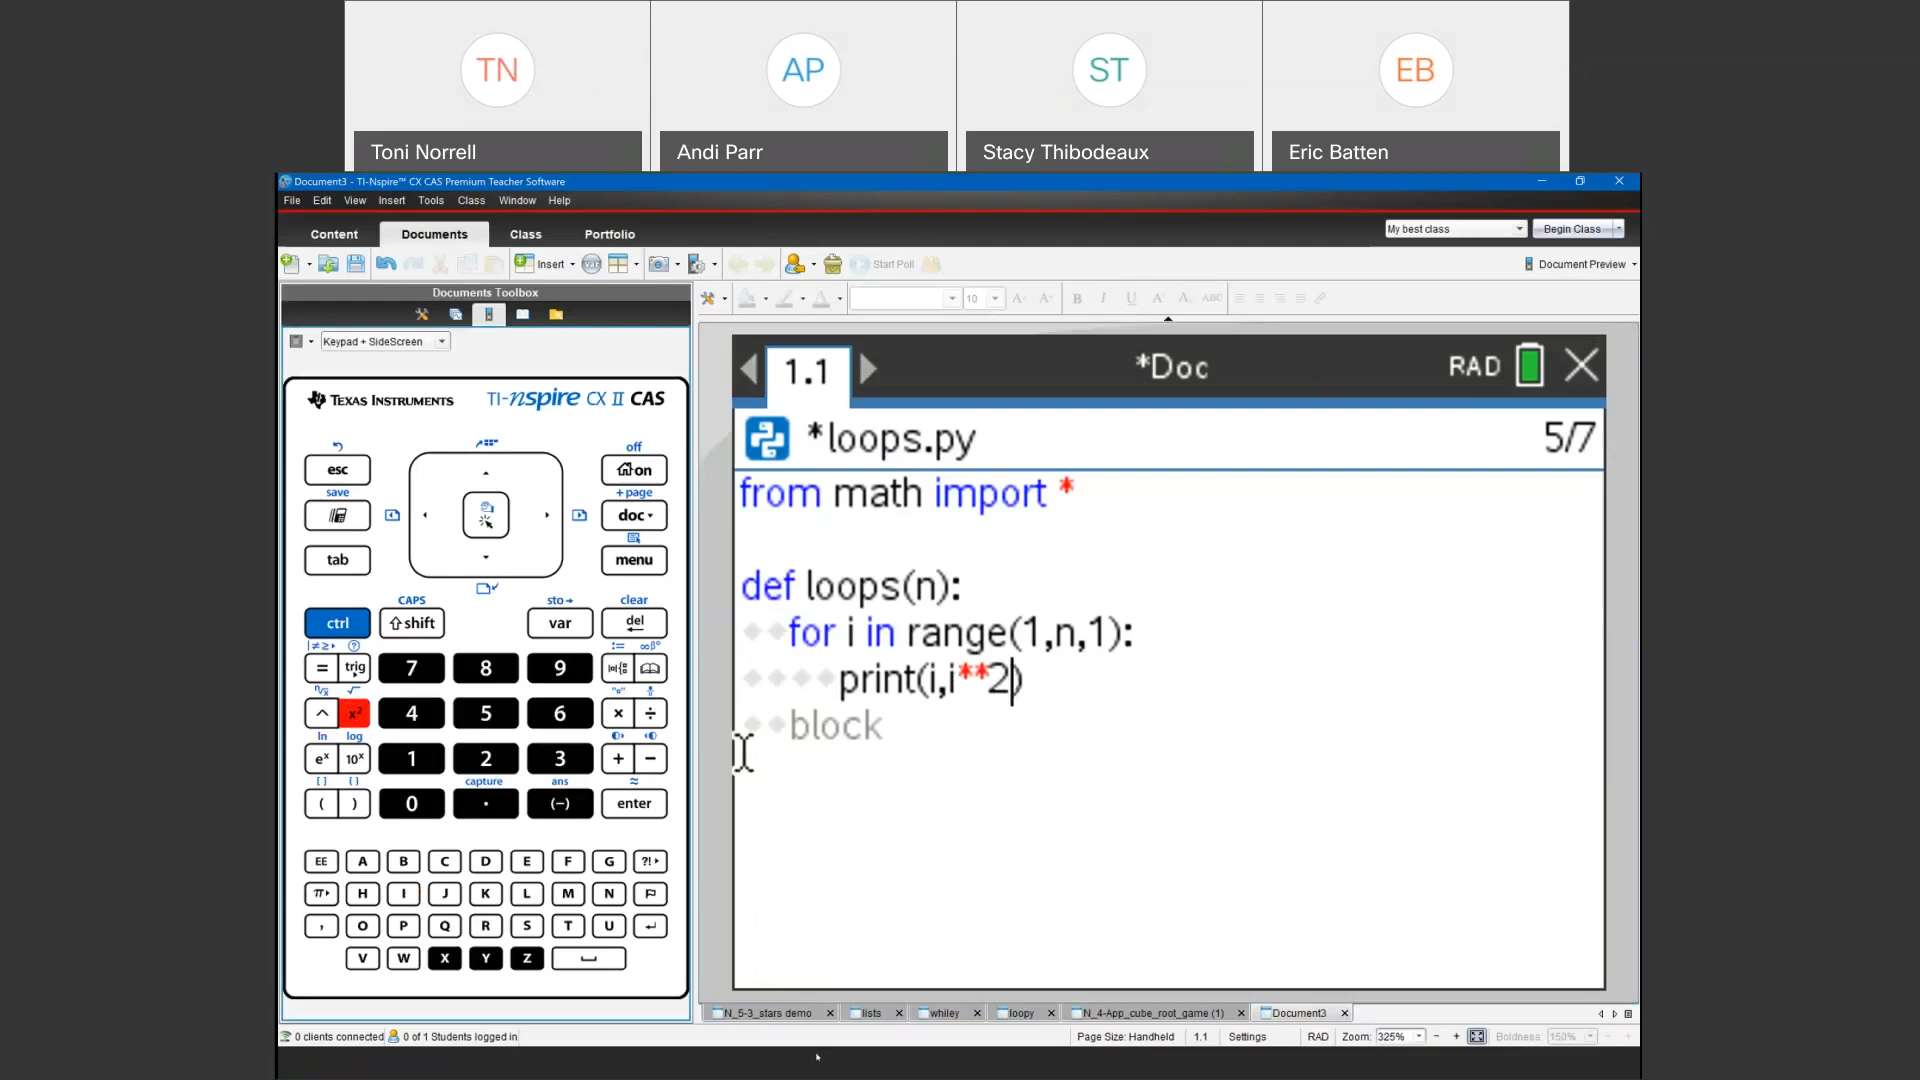 TN AP ST EB
Toni Norrell Andi Parr Stacy Thibodeaux Eric Batten
Document3 - TI-Nspire™ CX CAS Premium Teacher Software
File Edit View Insert Tools Class Window Help
Content Documents Class Portfolio My best class Begin Class
Insert Start Poll Document Preview
Documents Toolbox
10 B I U ABC
Keypad + SideScreen
TEXAS INSTRUMENTS TI-nspire CX II CAS
off
esc on
save + page
doc
tab menu
CAPS sto→ clear
ctrl shift var del
= trig 7 8 9
^ x² 4 5 6 × ÷
ln log
eˣ 10ˣ 1 2 3 + −
[ ] { } capture ans ≈
( ) 0 . (−) enter
EE A B C D E F G ?!▸
π▸ H I J K L M N
, O P Q R S T U
V W X Y Z
1.1 *Doc RAD
*loops.py 5/7
from math import *
def loops(n):
for i in range(1,n,1):
print(i,i**2)
block
N_5-3_stars demo lists whiley loopy N_4-App_cube_root_game (1) Document3
0 clients connected 0 of 1 Students logged in Page Size: Handheld 1.1 Settings RAD Zoom: 325% − + Boldness: 150% − +